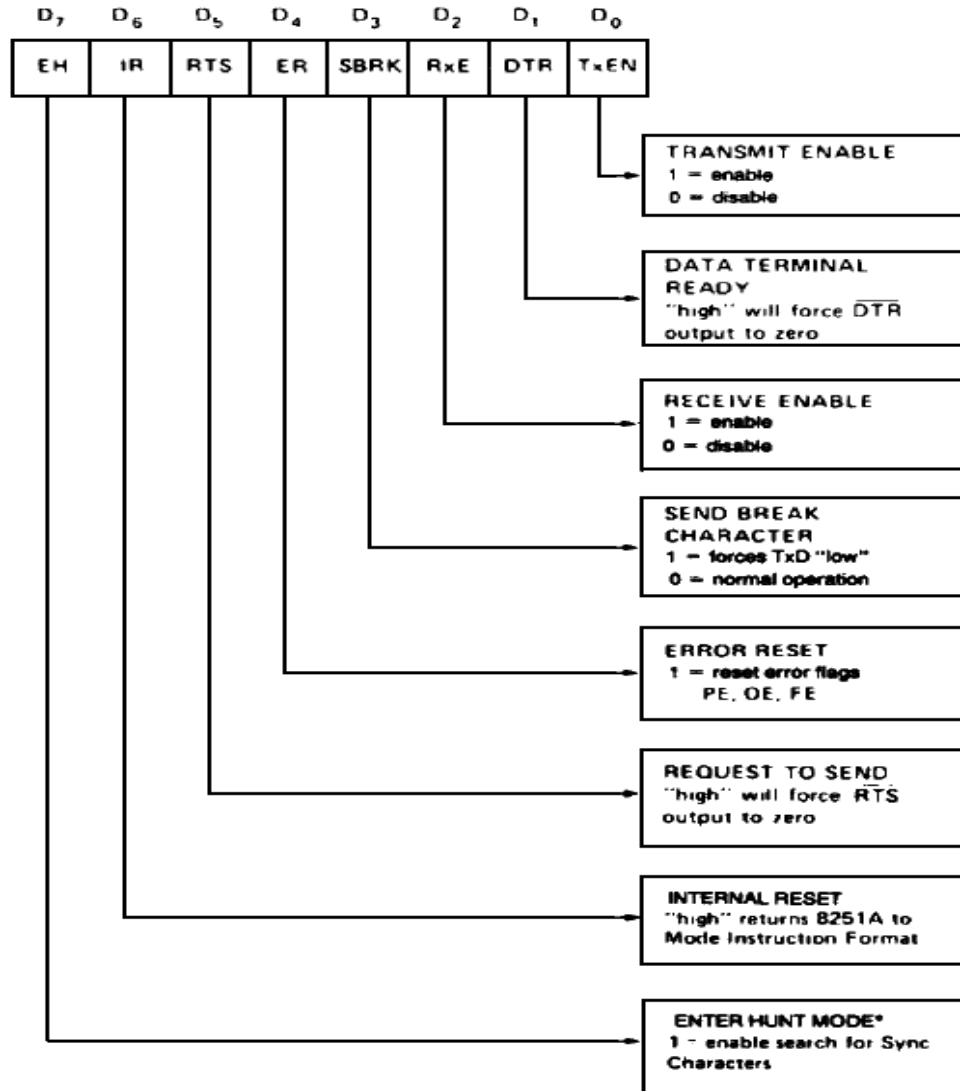 D₇ D₆ D₅ D₄ D₃ D₂ D₁ D₀
EH IR RTS ER SBRK RxE DTR TxEN
TRANSMIT ENABLE
1 = enable
0 = disable
DATA TERMINAL
READY
"high" will force D̅T̅R̅
output to zero
RECEIVE ENABLE
1 = enable
0 = disable
SEND BREAK
CHARACTER
1 = forces TxD "low"
0 = normal operation
ERROR RESET
1 = reset error flags
PE, OE, FE
REQUEST TO SEND
"high" will force R̅T̅S̅
output to zero
INTERNAL RESET
"high" returns 8251A to
Mode Instruction Format
ENTER HUNT MODE*
1 - enable search for Sync
Characters